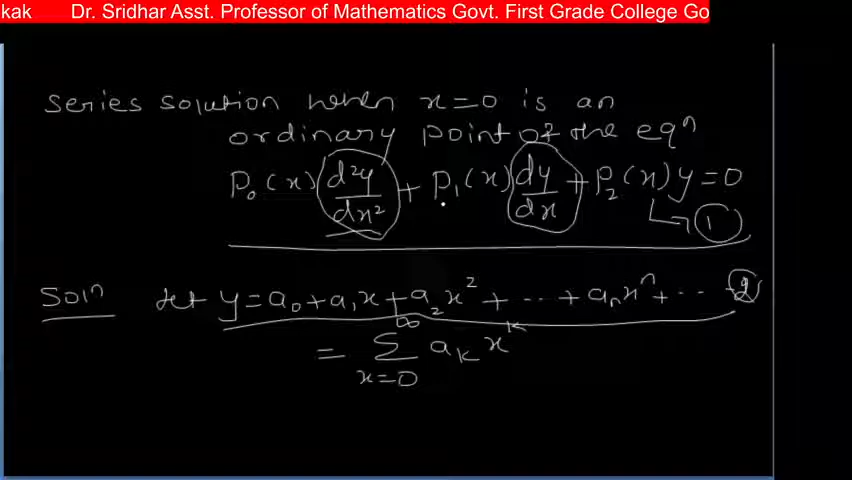 kak Dr. Sridhar Asst. Professor of Mathematics Govt. First Grade College Go
Series solution when x=0 is an
ordinary point of the eqn
P₀(x) d²y/dx² + P₁(x) dy/dx + P₂(x) y = 0
→ 1
Soln let y = a₀ + a₁x + a₂x² + ... + aₙxⁿ + ... → 2
= ∞∑x=0 aₖ xᵏ